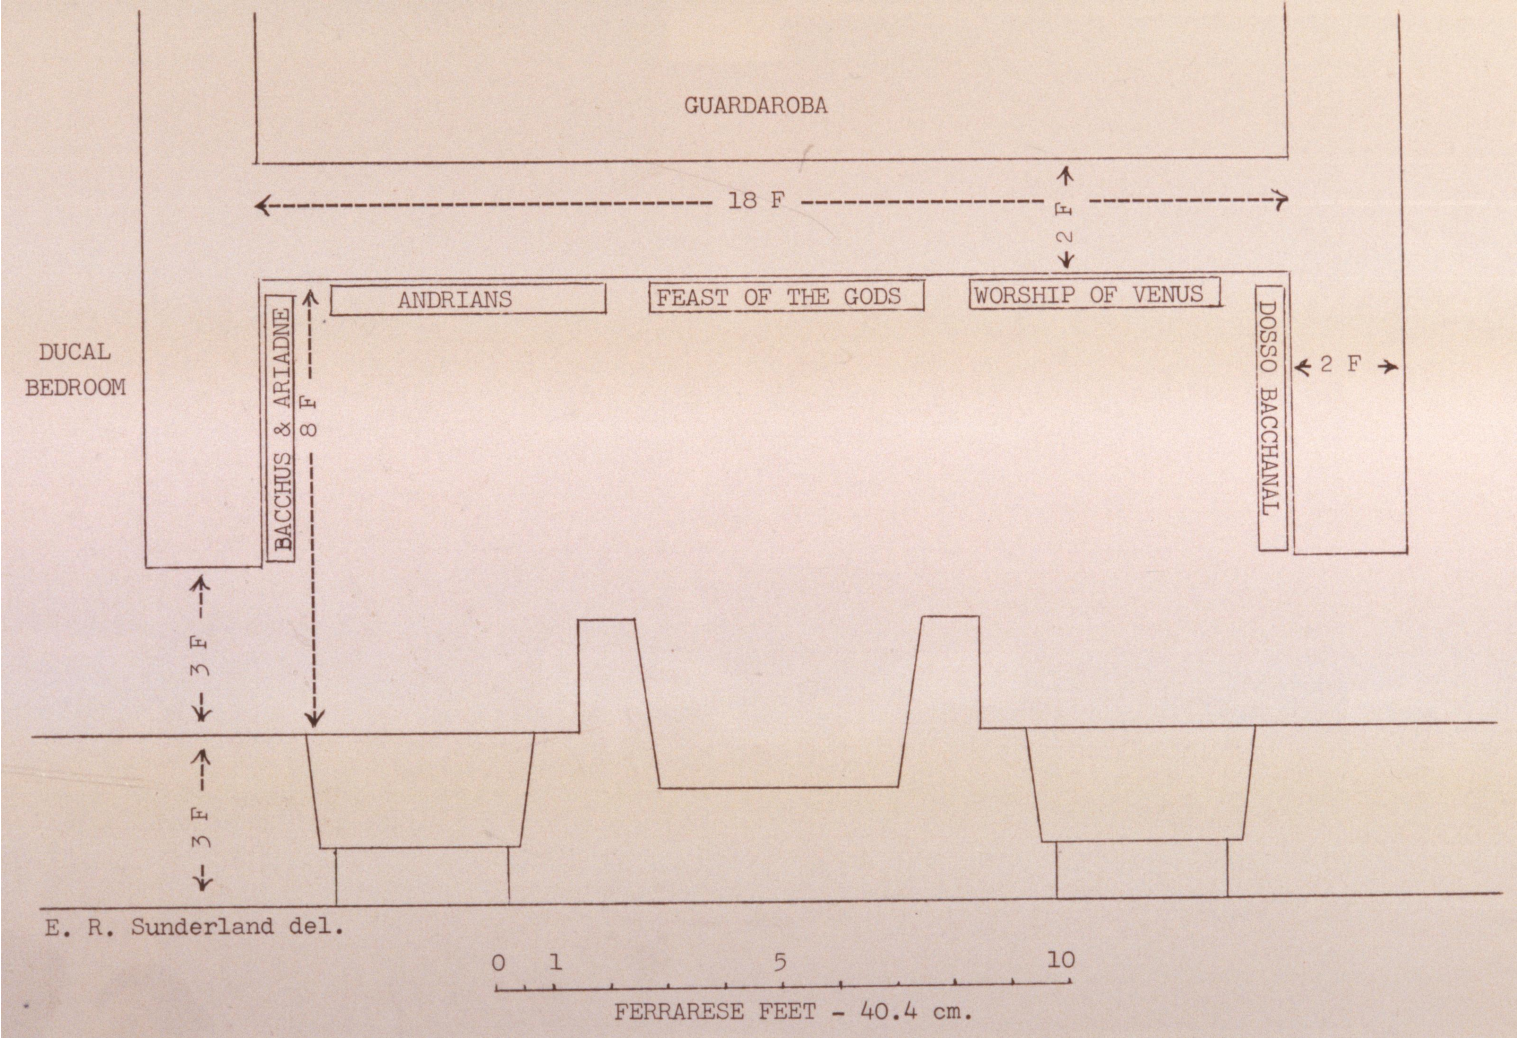 GUARDAROBA
18 F
2 F
ANDRIANS
FEAST OF THE GODS
WORSHIP OF VENUS
BACCHUS & ARIADNE
8 F
DOSSO BACCHANAL
2 F
DUCAL
BEDROOM
3 F
3 F
E. R. Sunderland del.
0 1 5 10
FERRARESE FEET - 40.4 cm.